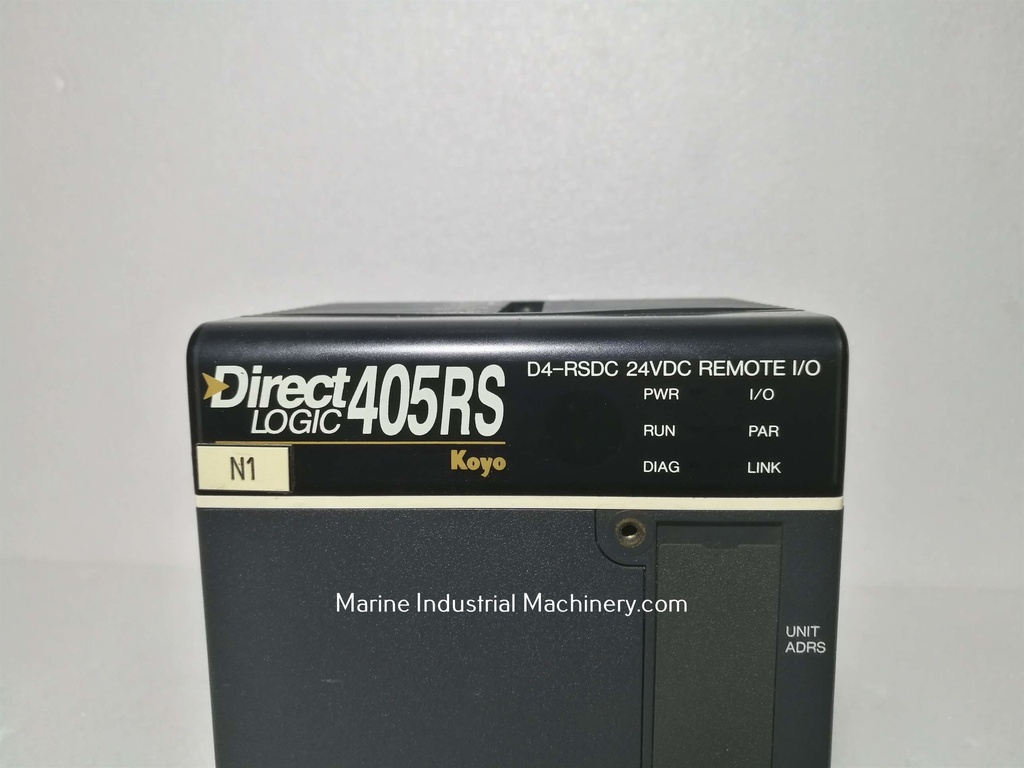 Direct
LOGIC
405RS
Koyo
N1
D4-RSDC 24VDC REMOTE I/O
PWR I/O
RUN PAR
DIAG LINK
Marine Industrial Machinery.com
UNIT
ADRS